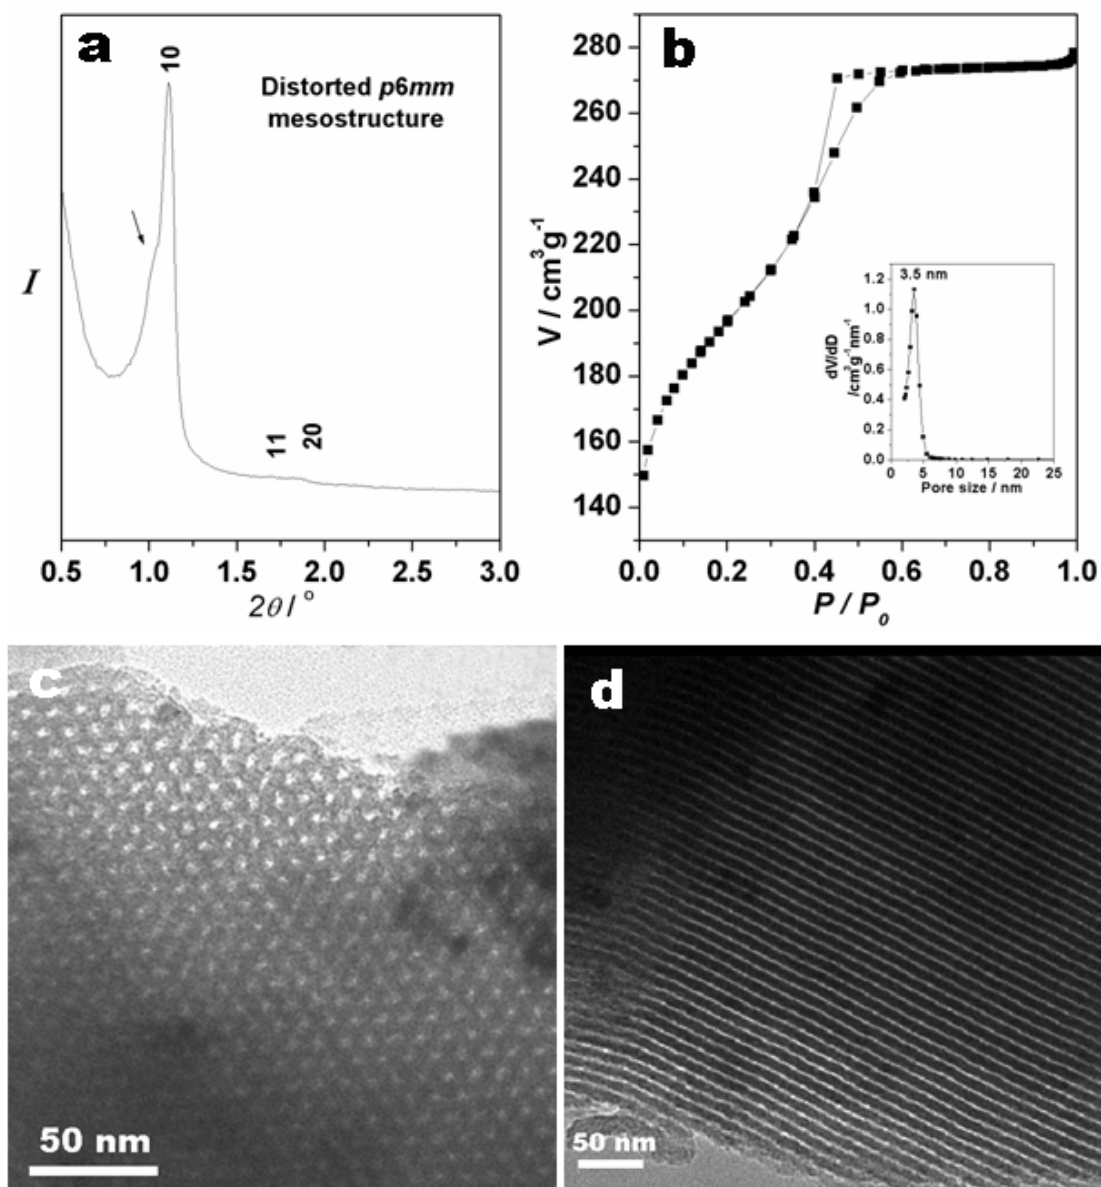 a
10
Distorted p6mm
mesostructure
I
11
20
0.5 1.0 1.5 2.0 2.5 3.0
2θ / °
b
280
260
240
220
200
180
160
140
V / cm³g⁻¹
0.0 0.2 0.4 0.6 0.8 1.0
P / P₀
3.5 nm
1.2
1.0
0.8
0.6
0.4
0.2
0.0
dV/dD
/cm³g⁻¹nm⁻¹
0 5 10 15 20 25
Pore size / nm
c
50 nm
d
50 nm